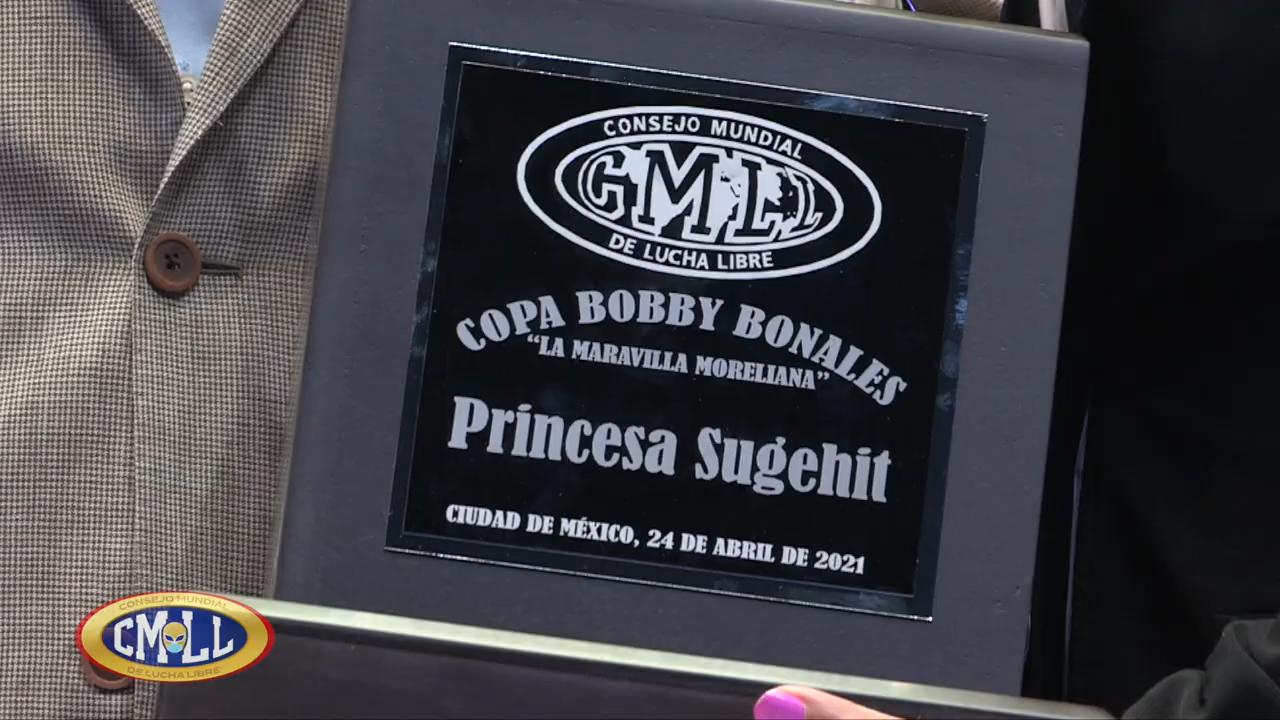 CONSEJO MUNDIAL
CMLL
DE LUCHA LIBRE
COPA BOBBY BONALES
“LA MARAVILLA MORELIANA”
Princesa Sugehit
CIUDAD DE MÉXICO, 24 DE ABRIL DE 2021
CONSEJO MUNDIAL
CMLL
DE LUCHA LIBRE